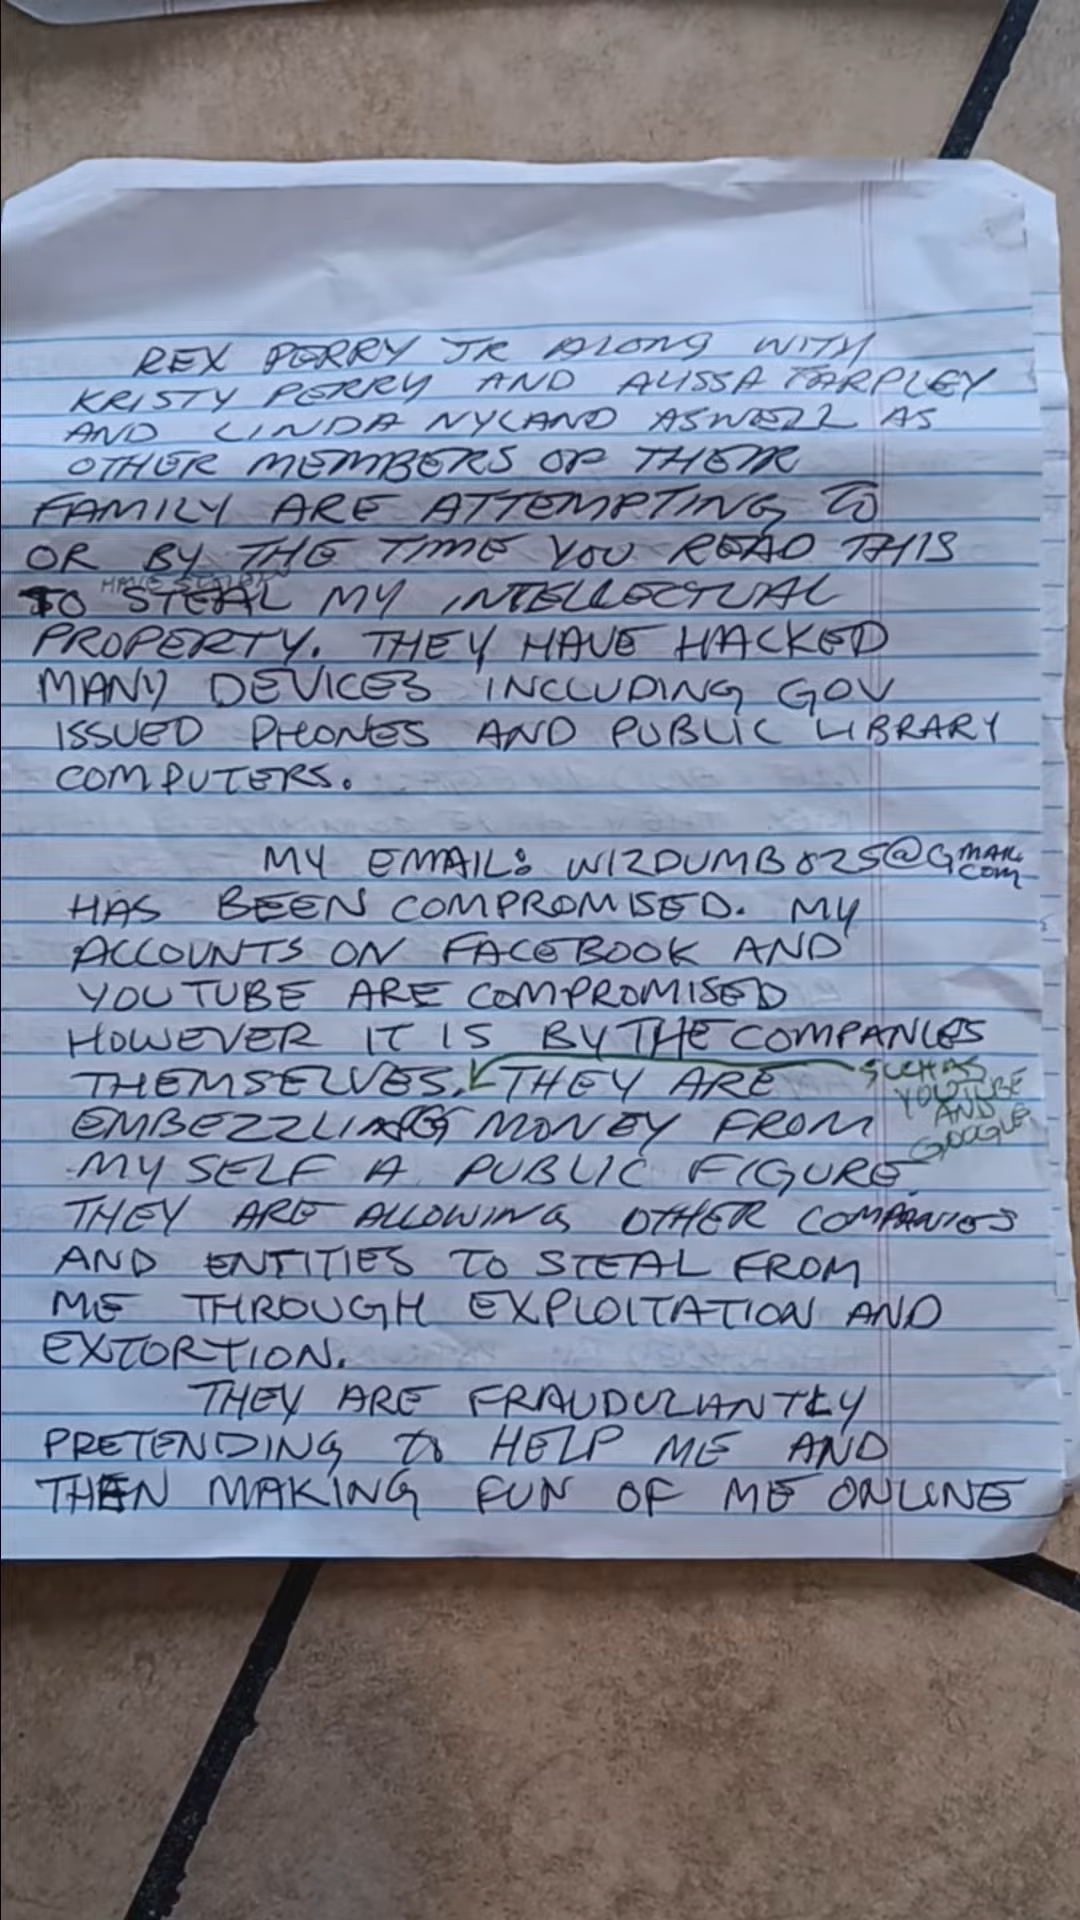 REX PERRY JR ALONG WITH
KRISTY PERRY AND ALISSA TARPLEY
AND LINDA NYLAND ASWELL AS
OTHER MEMBERS OF THEIR
FAMILY ARE ATTEMPTING TO
OR BY THE TIME YOU READ THIS
HAVE STOLEN
TO STEAL MY INTELLECTUAL
PROPERTY. THEY HAVE HACKED
MANY DEVICES INCLUDING GOV
ISSUED PHONES AND PUBLIC LIBRARY
COMPUTERS.
MY EMAIL: WIZDUMB825@GMAIL.COM
HAS BEEN COMPROMISED. MY
ACCOUNTS ON FACEBOOK AND
YOUTUBE ARE COMPROMISED
HOWEVER IT IS BY THE COMPANIES
THEMSELVES. THEY ARE
SUCH AS
YOUTUBE
AND
GOOGLE
EMBEZZLING MONEY FROM
MYSELF A PUBLIC FIGURE.
THEY ARE ALLOWING OTHER COMPANIES
AND ENTITIES TO STEAL FROM
ME THROUGH EXPLOITATION AND
EXTORTION.
THEY ARE FRAUDULANTLY
PRETENDING TO HELP ME AND
THEN MAKING FUN OF ME ONLINE